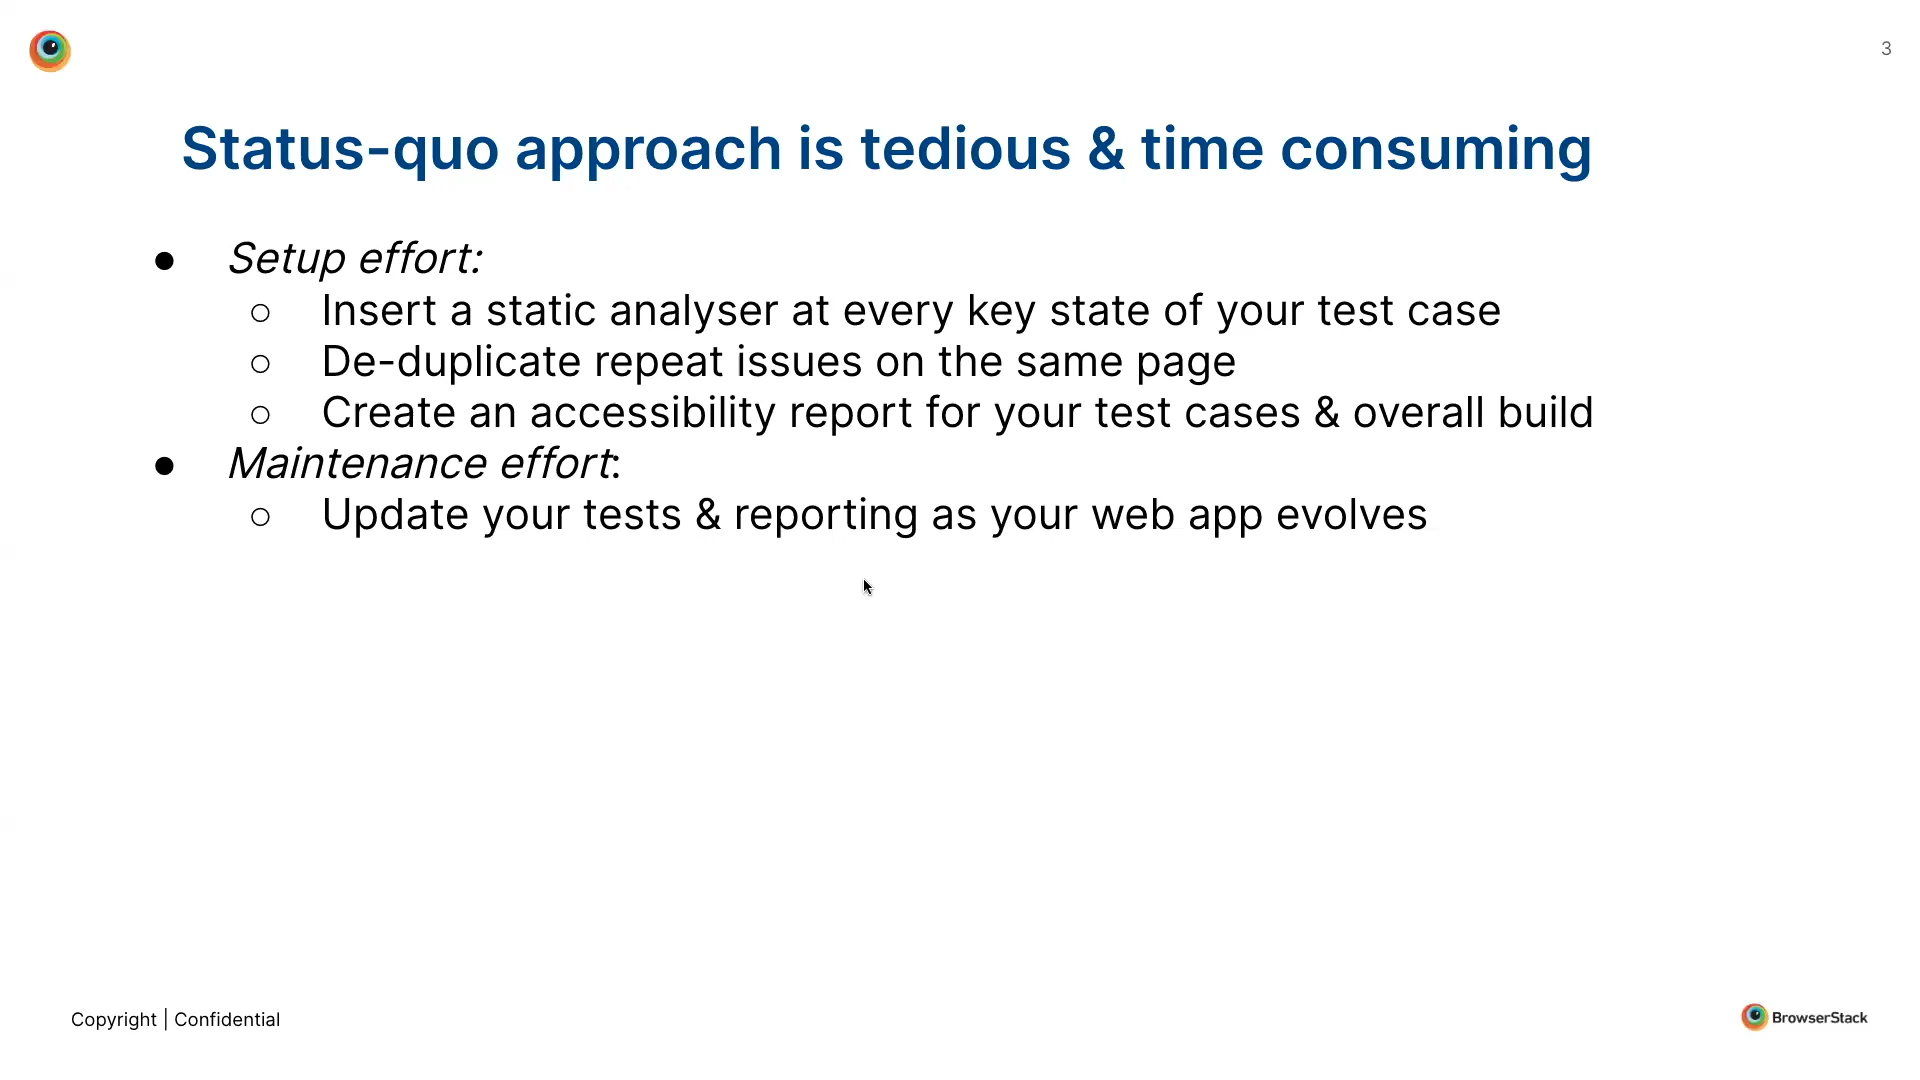 3
Status-quo approach is tedious & time consuming
● Setup effort:
○ Insert a static analyser at every key state of your test case
○ De-duplicate repeat issues on the same page
○ Create an accessibility report for your test cases & overall build
● Maintenance effort:
○ Update your tests & reporting as your web app evolves
Copyright | Confidential
BrowserStack